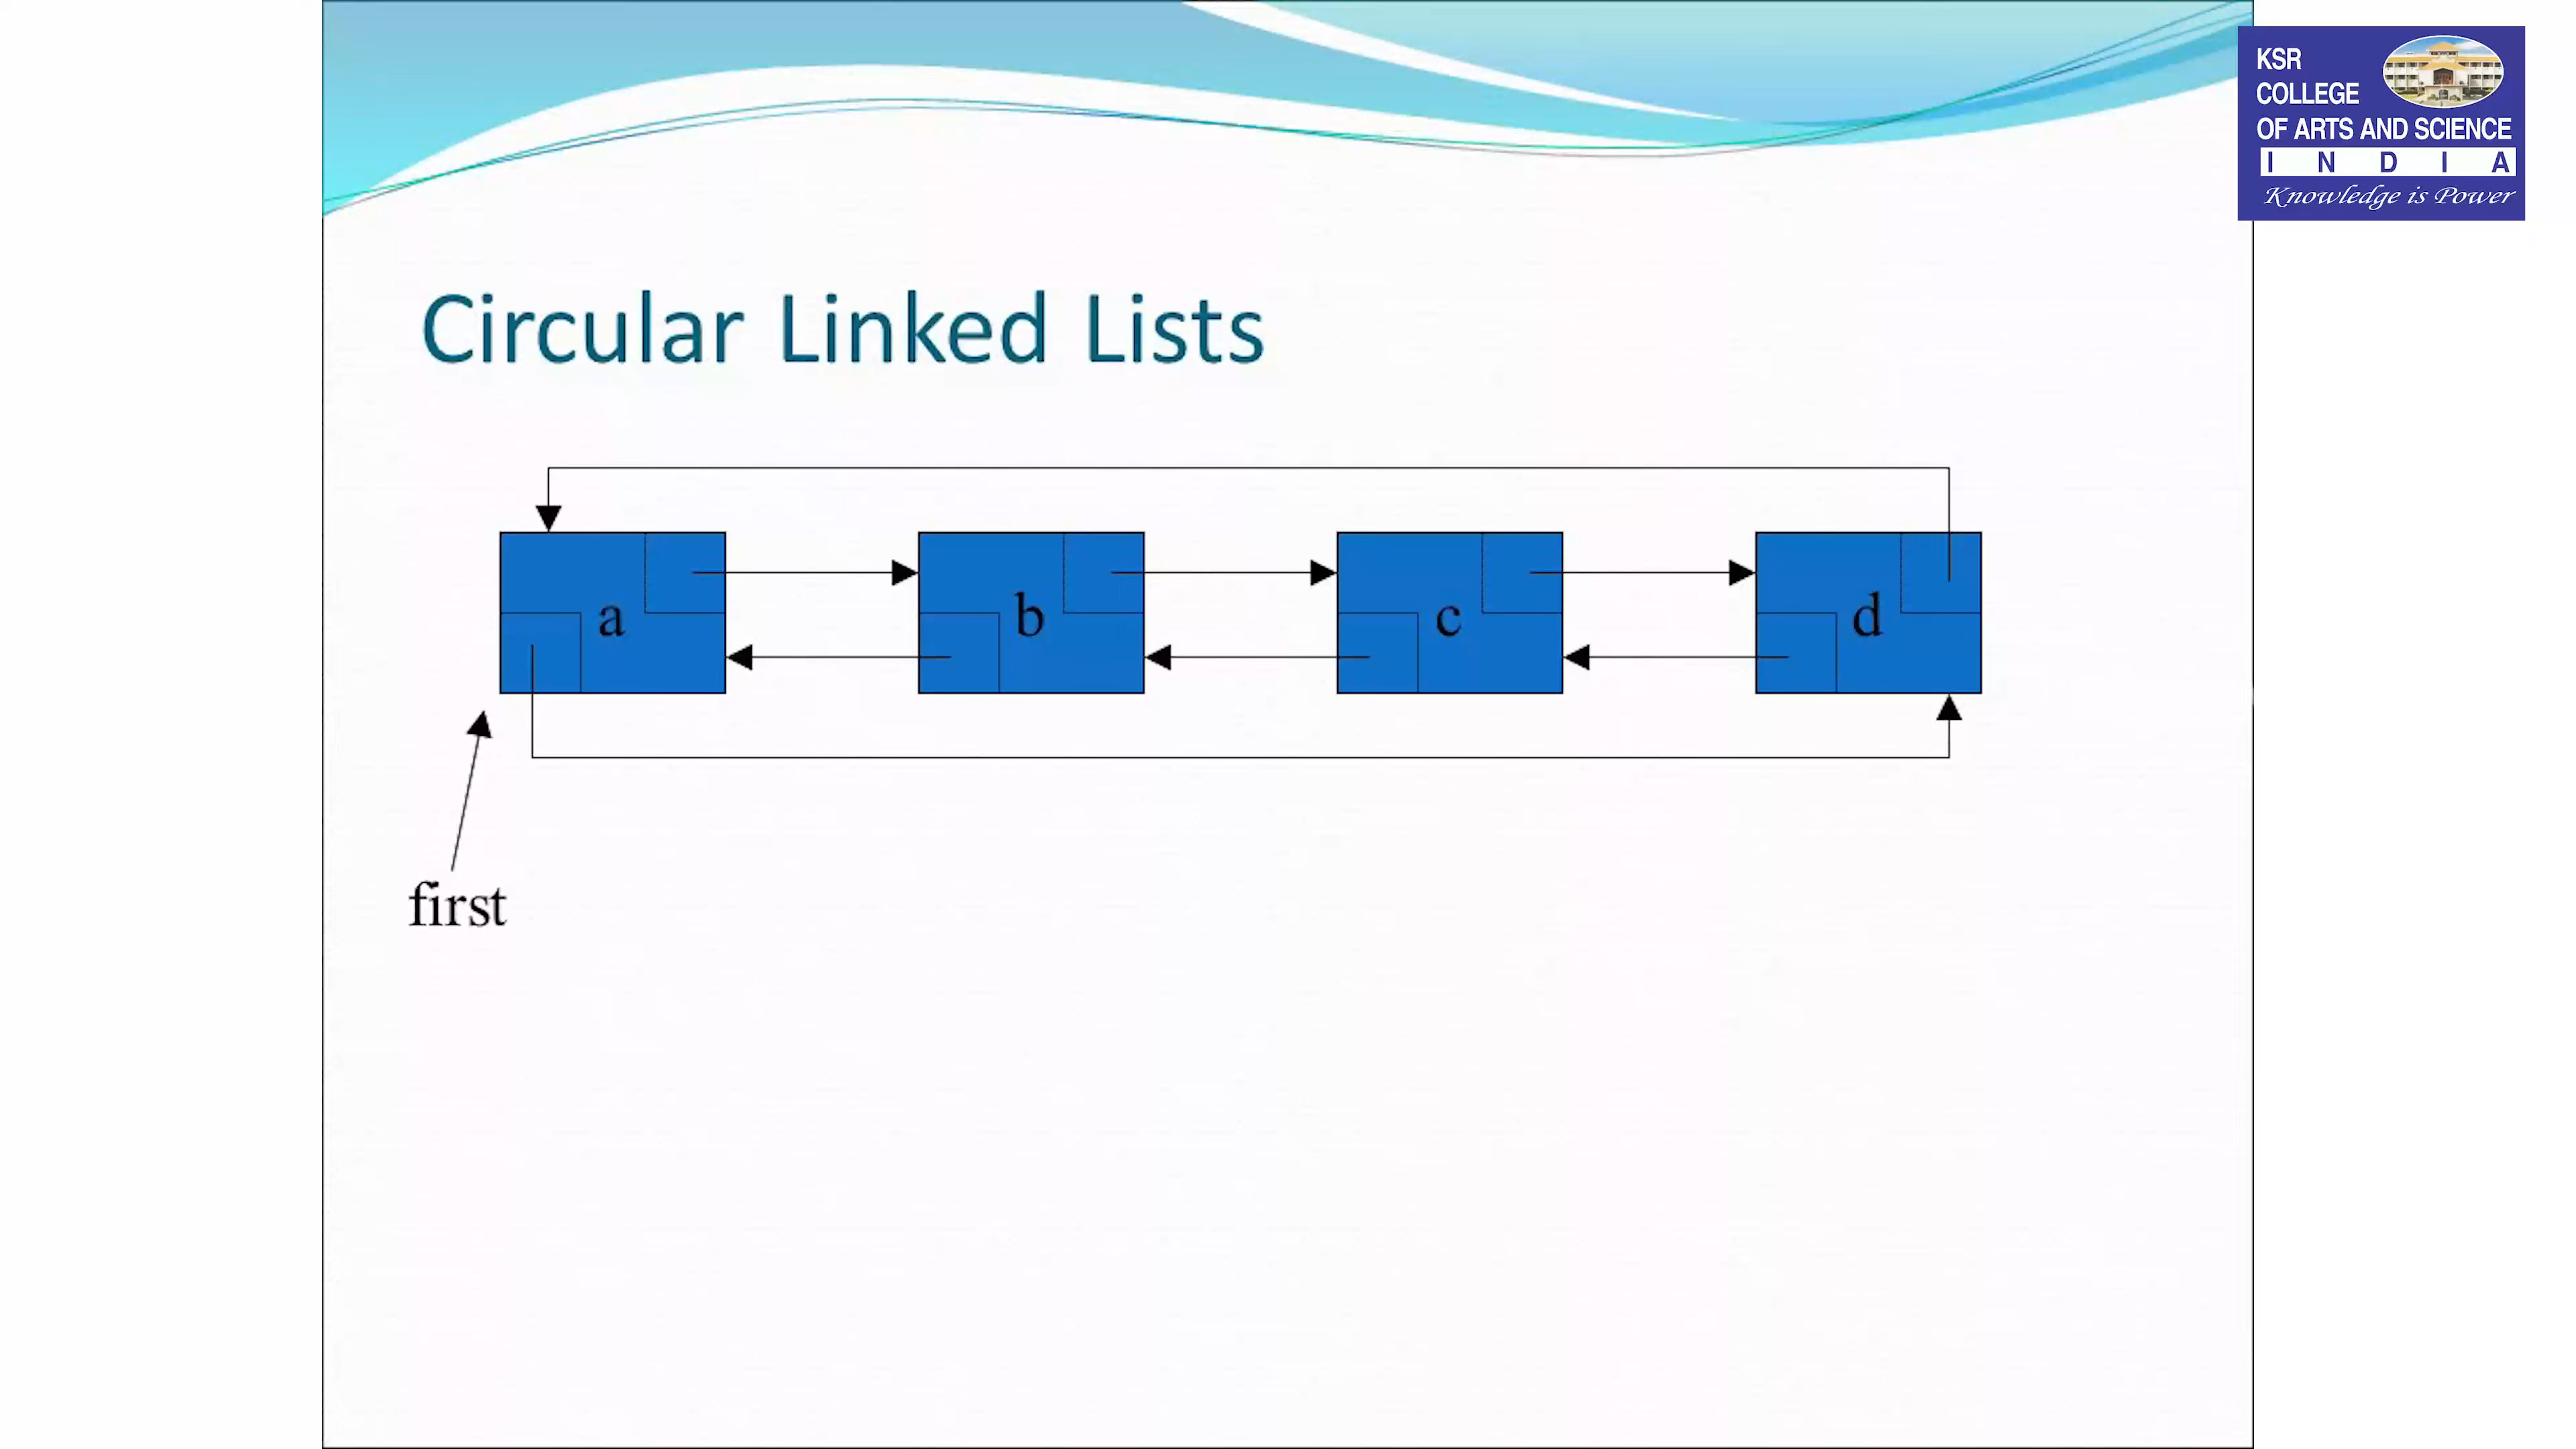 KSR
COLLEGE
OF ARTS AND SCIENCE
I N D I A
Knowledge is Power
Circular Linked Lists
a b c d
first